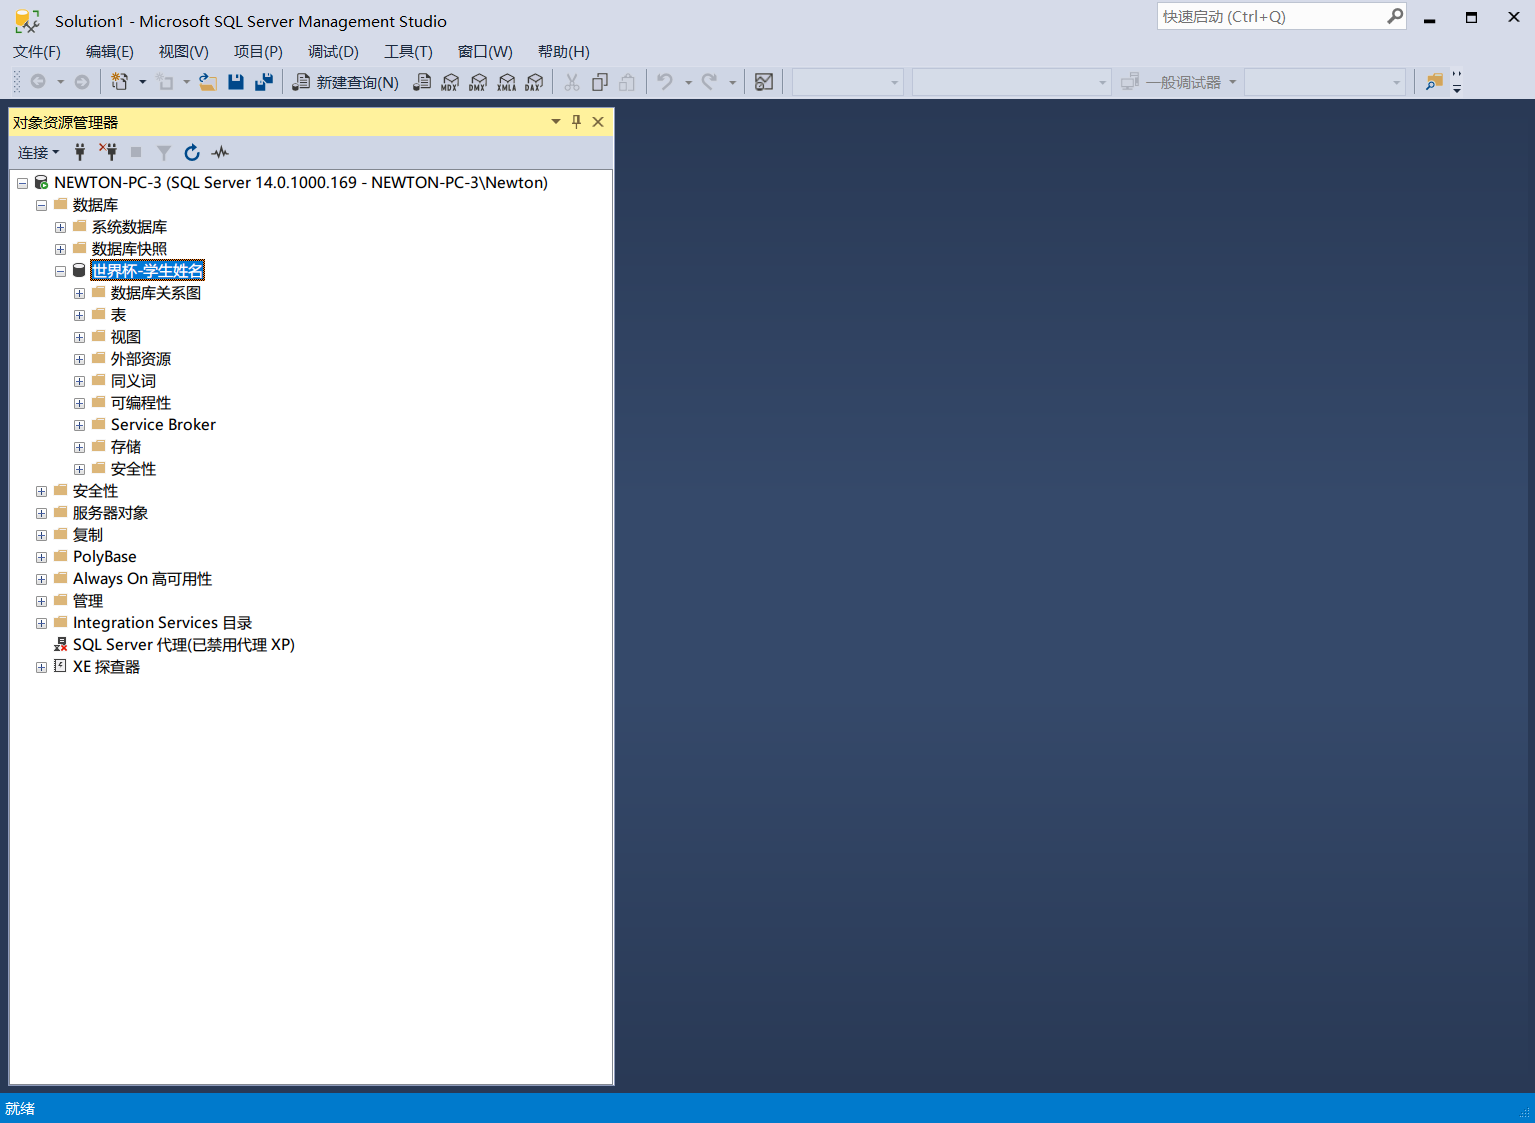 Solution1 - Microsoft SQL Server Management Studio
快速启动 (Ctrl+Q)
文件(F) 编辑(E) 视图(V) 项目(P) 调试(D) 工具(T) 窗口(W) 帮助(H)
新建查询(N) MDX DMX XMLA DAX 一般调试器
对象资源管理器
连接
NEWTON-PC-3 (SQL Server 14.0.1000.169 - NEWTON-PC-3\Newton)
数据库
系统数据库
数据库快照
世界杯-学生姓名
数据库关系图
表
视图
外部资源
同义词
可编程性
Service Broker
存储
安全性
安全性
服务器对象
复制
PolyBase
Always On 高可用性
管理
Integration Services 目录
SQL Server 代理(已禁用代理 XP)
XE 探查器
就绪